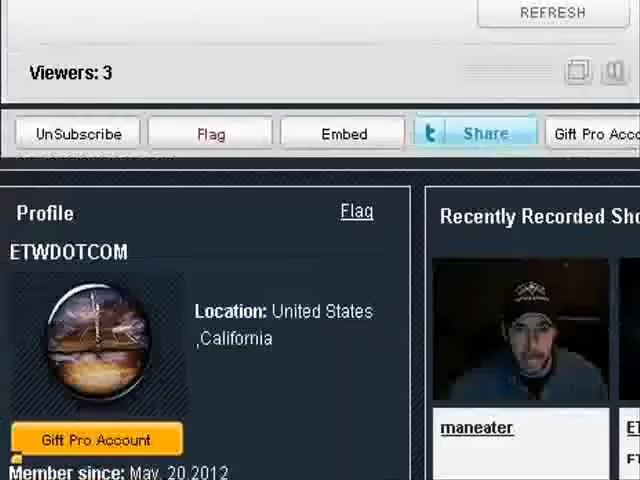 REFRESH
Viewers: 3
UnSubscribe
Flag
Embed
t Share
Gift Pro Acco
Profile
Flag
ETWDOTCOM
Location: United States
,California
Gift Pro Account
Member since: May, 20,2012
Recently Recorded Sho
maneater